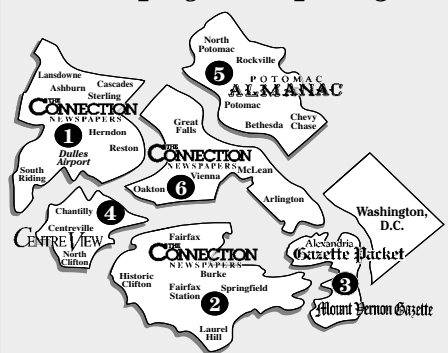 Lansdowne
Ashburn
Cascades
Sterling
THE
CONNECTION
NEWSPAPERS
1
Herndon
Dulles
Airport
Reston
South
Riding
North
Potomac
Rockville
5
POTOMAC
ALMANAC
Potomac
Bethesda
Chevy
Chase
Great
Falls
THE
CONNECTION
NEWSPAPERS
Vienna
McLean
Oakton
6
Arlington
Chantilly
4
Centreville
CENTRE VIEW
North
Clifton
Fairfax
THE
CONNECTION
NEWSPAPERS
Burke
Historic
Clifton
Fairfax
Station
Springfield
2
Laurel
Hill
Washington,
D.C.
Alexandria
Gazette Packet
3
Mount Vernon Gazette